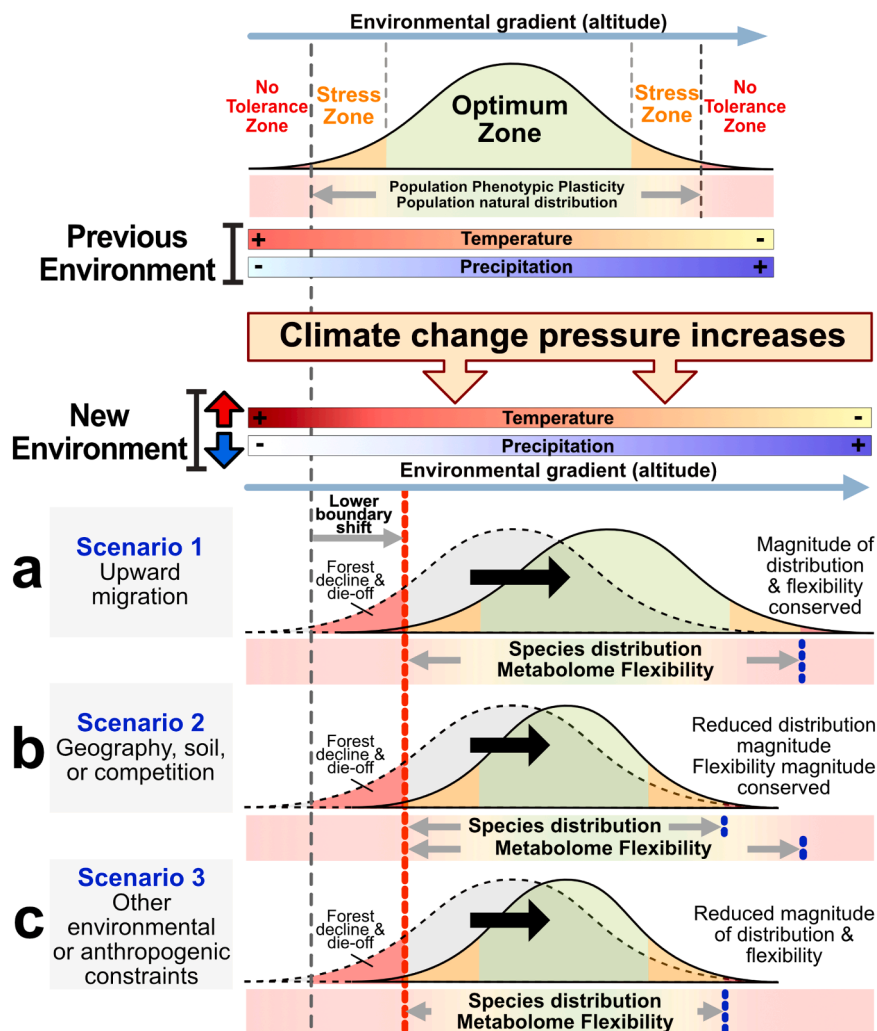 Environmental gradient (altitude)
No
Tolerance
Zone
Stress
Zone
Optimum
Zone
Stress
Zone
No
Tolerance
Zone
Population Phenotypic Plasticity
Population natural distribution
Previous
Environment
+ Temperature -
- Precipitation +
Climate change pressure increases
New
Environment
+ Temperature -
- Precipitation +
Environmental gradient (altitude)
a
Scenario 1
Upward
migration
Lower
boundary
shift
Forest
decline &
die-off
Magnitude of
distribution
& flexibility
conserved
Species distribution
Metabolome Flexibility
b
Scenario 2
Geography, soil,
or competition
Forest
decline &
die-off
Reduced distribution
magnitude
Flexibility magnitude
conserved
Species distribution
Metabolome Flexibility
c
Scenario 3
Other
environmental
or anthropogenic
constraints
Forest
decline &
die-off
Reduced magnitude
of distribution &
flexibility
Species distribution
Metabolome Flexibility